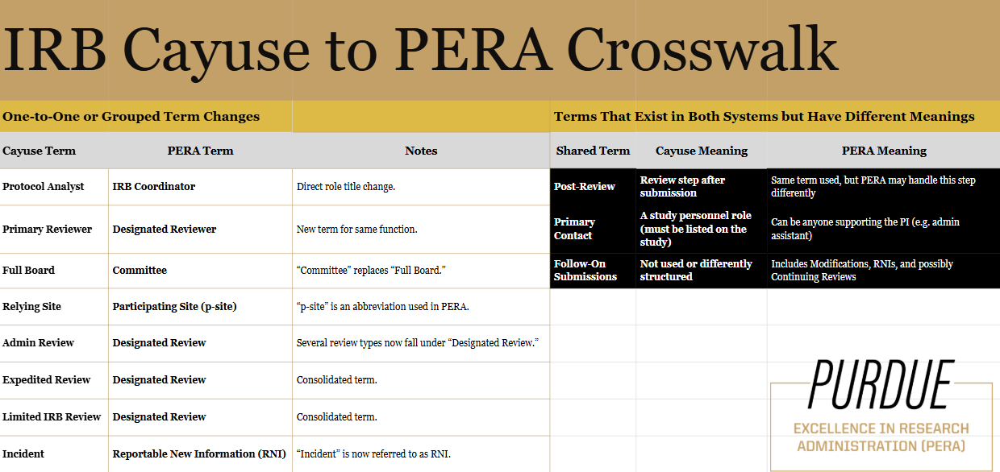 IRB Cayuse to PERA Crosswalk
One-to-One or Grouped Term Changes
Cayuse Term PERA Term Notes
Protocol Analyst IRB Coordinator Direct role title change.
Primary Reviewer Designated Reviewer New term for same function.
Full Board Committee “Committee” replaces “Full Board.”
Relying Site Participating Site (p-site) “p-site” is an abbreviation used in PERA.
Admin Review Designated Review Several review types now fall under “Designated Review.”
Expedited Review Designated Review Consolidated term.
Limited IRB Review Designated Review Consolidated term.
Incident Reportable New Information (RNI) “Incident” is now referred to as RNI.
Terms That Exist in Both Systems but Have Different Meanings
Shared Term Cayuse Meaning PERA Meaning
Post-Review
Review step after
submission
Same term used, but PERA may handle this step
differently
Primary
Contact
A study personnel role
(must be listed on the
study)
Can be anyone supporting the PI (e.g. admin
assistant)
Follow-On
Submissions
Not used or differently
structured
Includes Modifications, RNIs, and possibly
Continuing Reviews
PURDUE
EXCELLENCE IN RESEARCH
ADMINISTRATION (PERA)